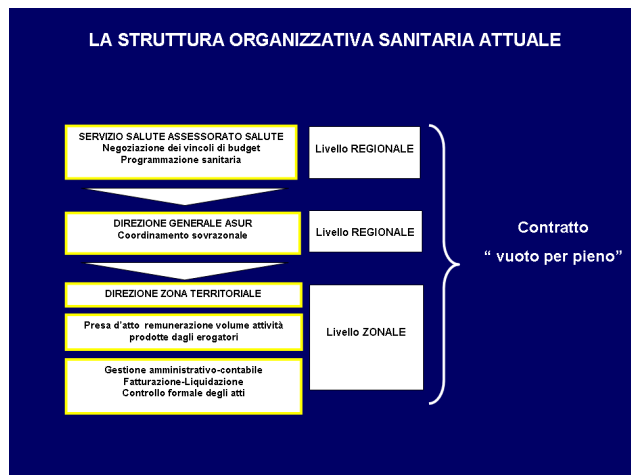 LA STRUTTURA ORGANIZZATIVA SANITARIA ATTUALE
SERVIZIO SALUTE ASSESSORATO SALUTE
Negoziazione dei vincoli di budget
Programmazione sanitaria
Livello REGIONALE
DIREZIONE GENERALE ASUR
Coordinamento sovrazonale
Livello REGIONALE
DIREZIONE ZONA TERRITORIALE
Presa d'atto remunerazione volume attività
prodotte dagli erogatori
Gestione amministrativo-contabile
Fatturazione-Liquidazione
Controllo formale degli atti
Livello ZONALE
Contratto
“ vuoto per pieno”